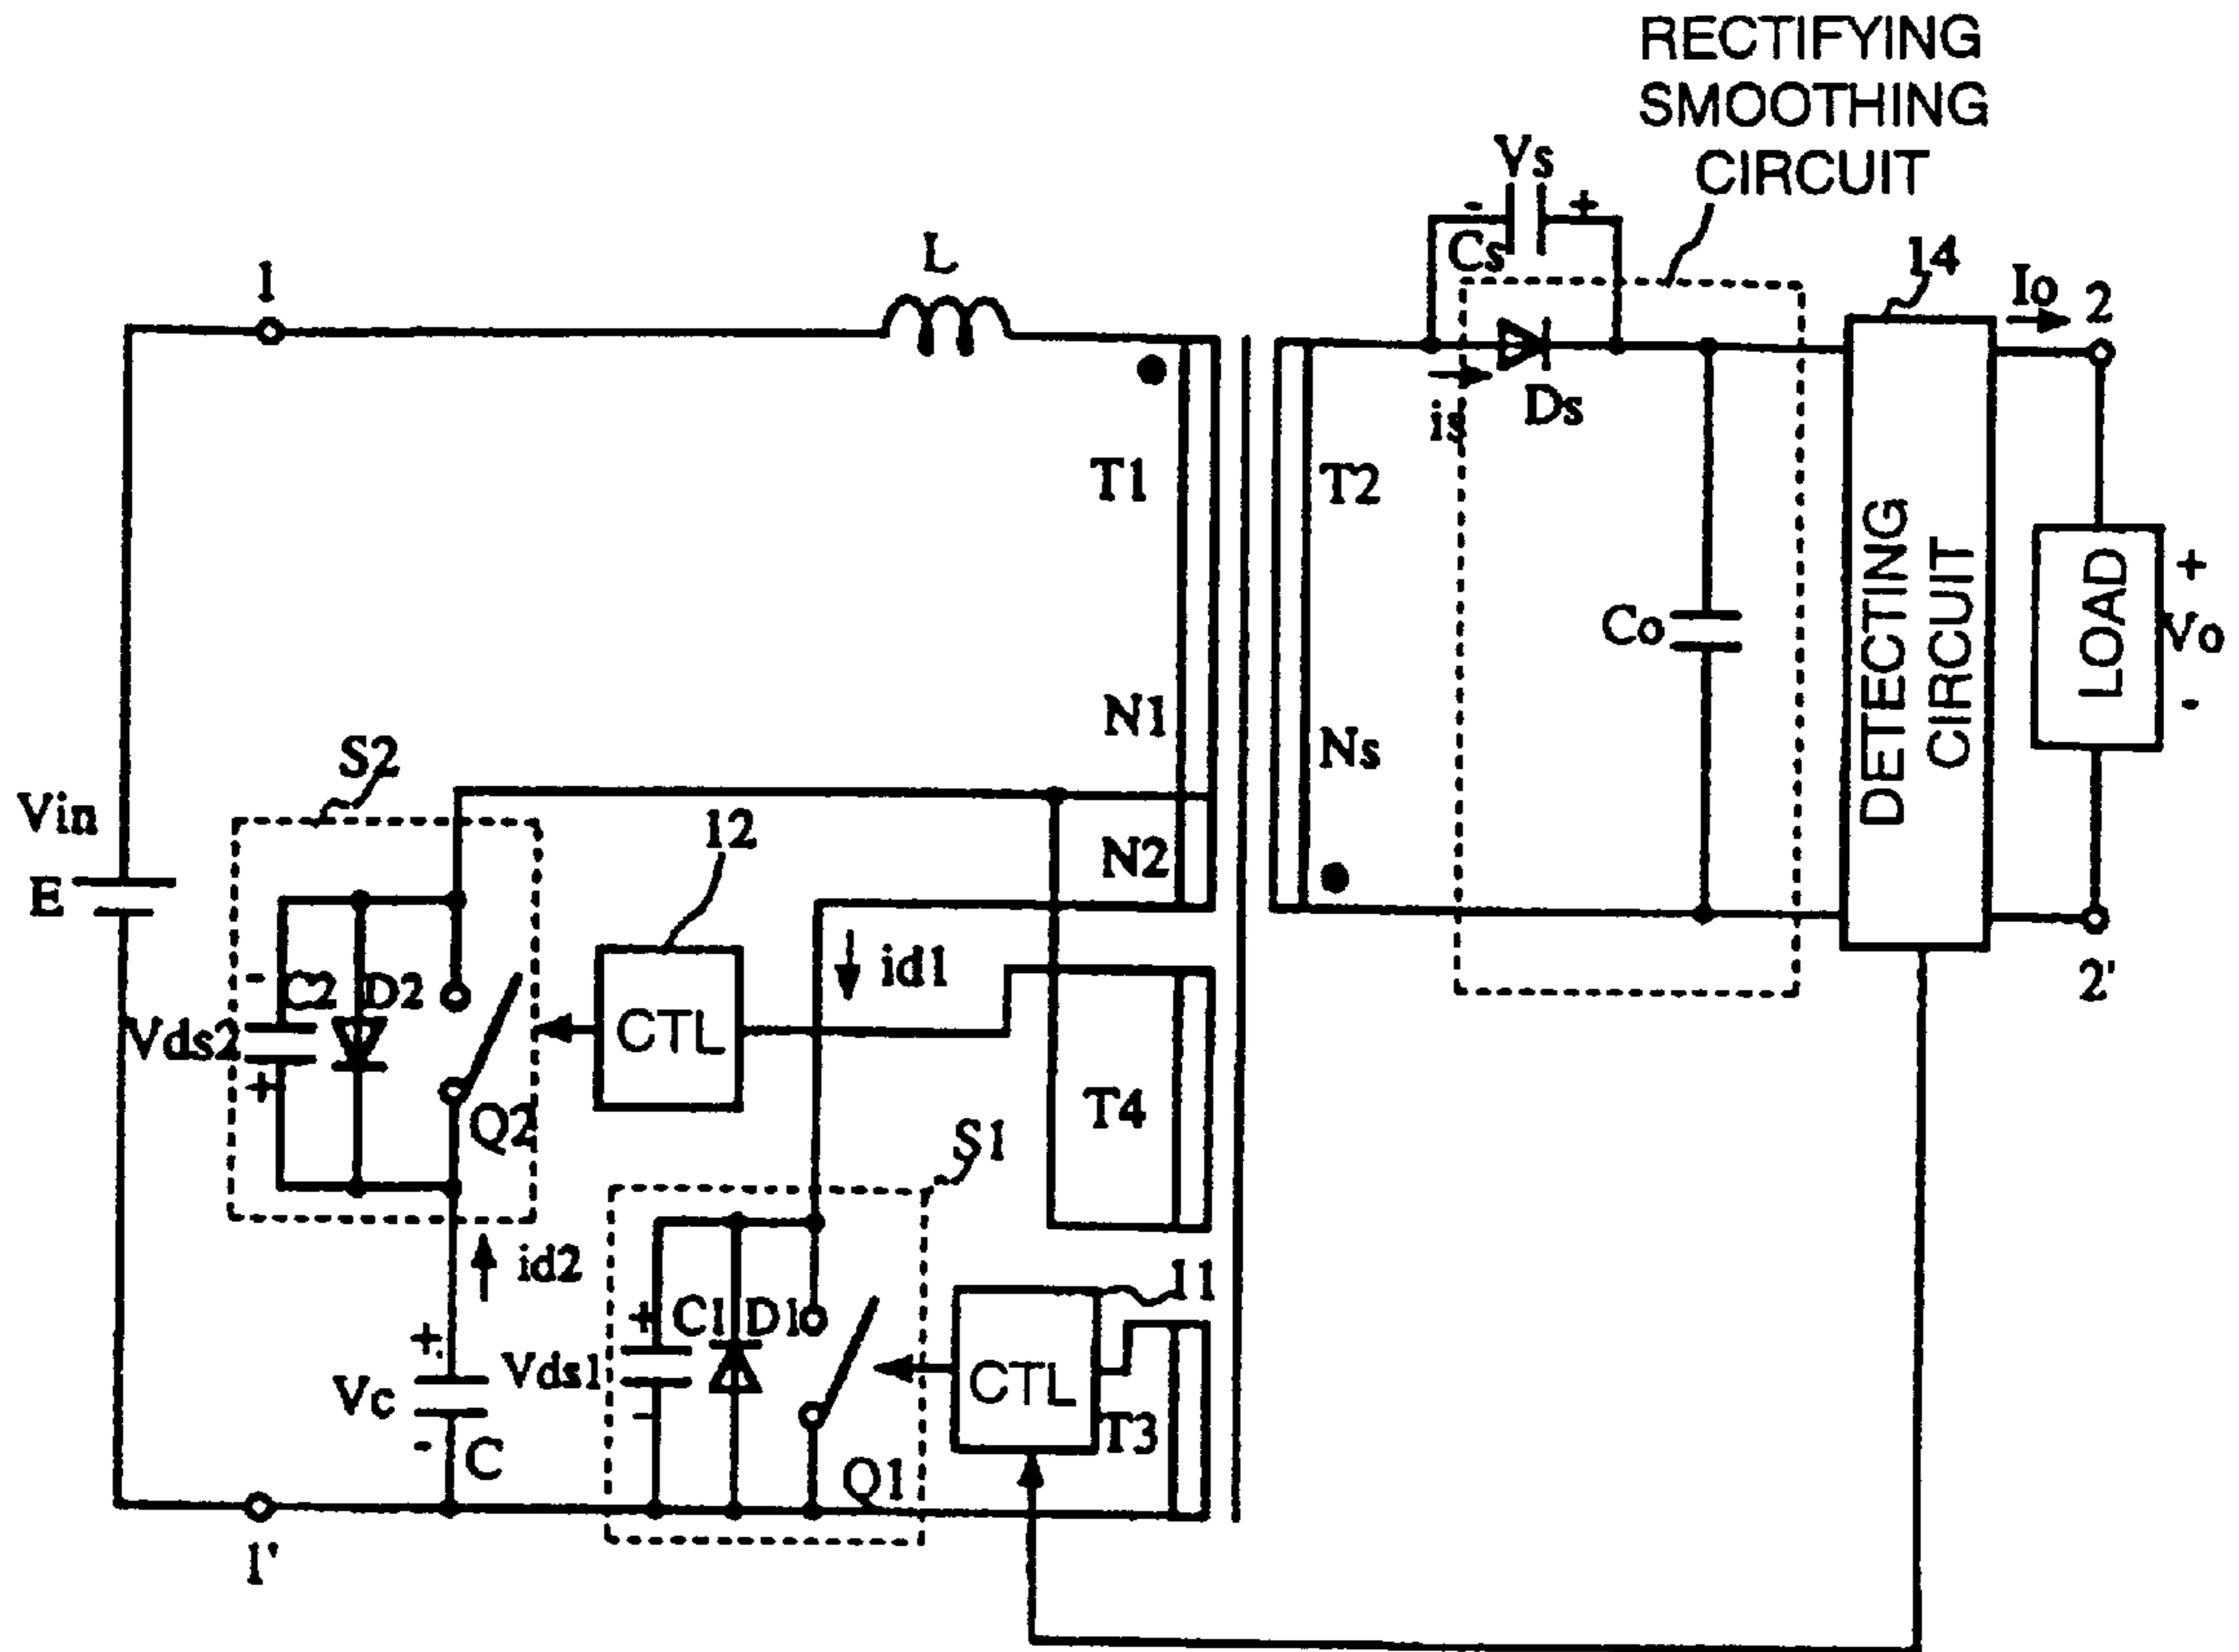 RECTIFYING
SMOOTHING
CIRCUIT
Vs
- +
Cs
1
L
14
Io 2
is
Ds
T1
T2
DETECTING
CIRCUIT
LOAD
+
Vo
-
Co
N1
Ns
S2
Vin
E
12
N2
id1
2'
- C2 D2
Vds2
+
CTL
Q2
T4
S1
id2
11
+
Vc
-
C
+ C1 D1
Vds1
-
CTL
T3
Q1
1'